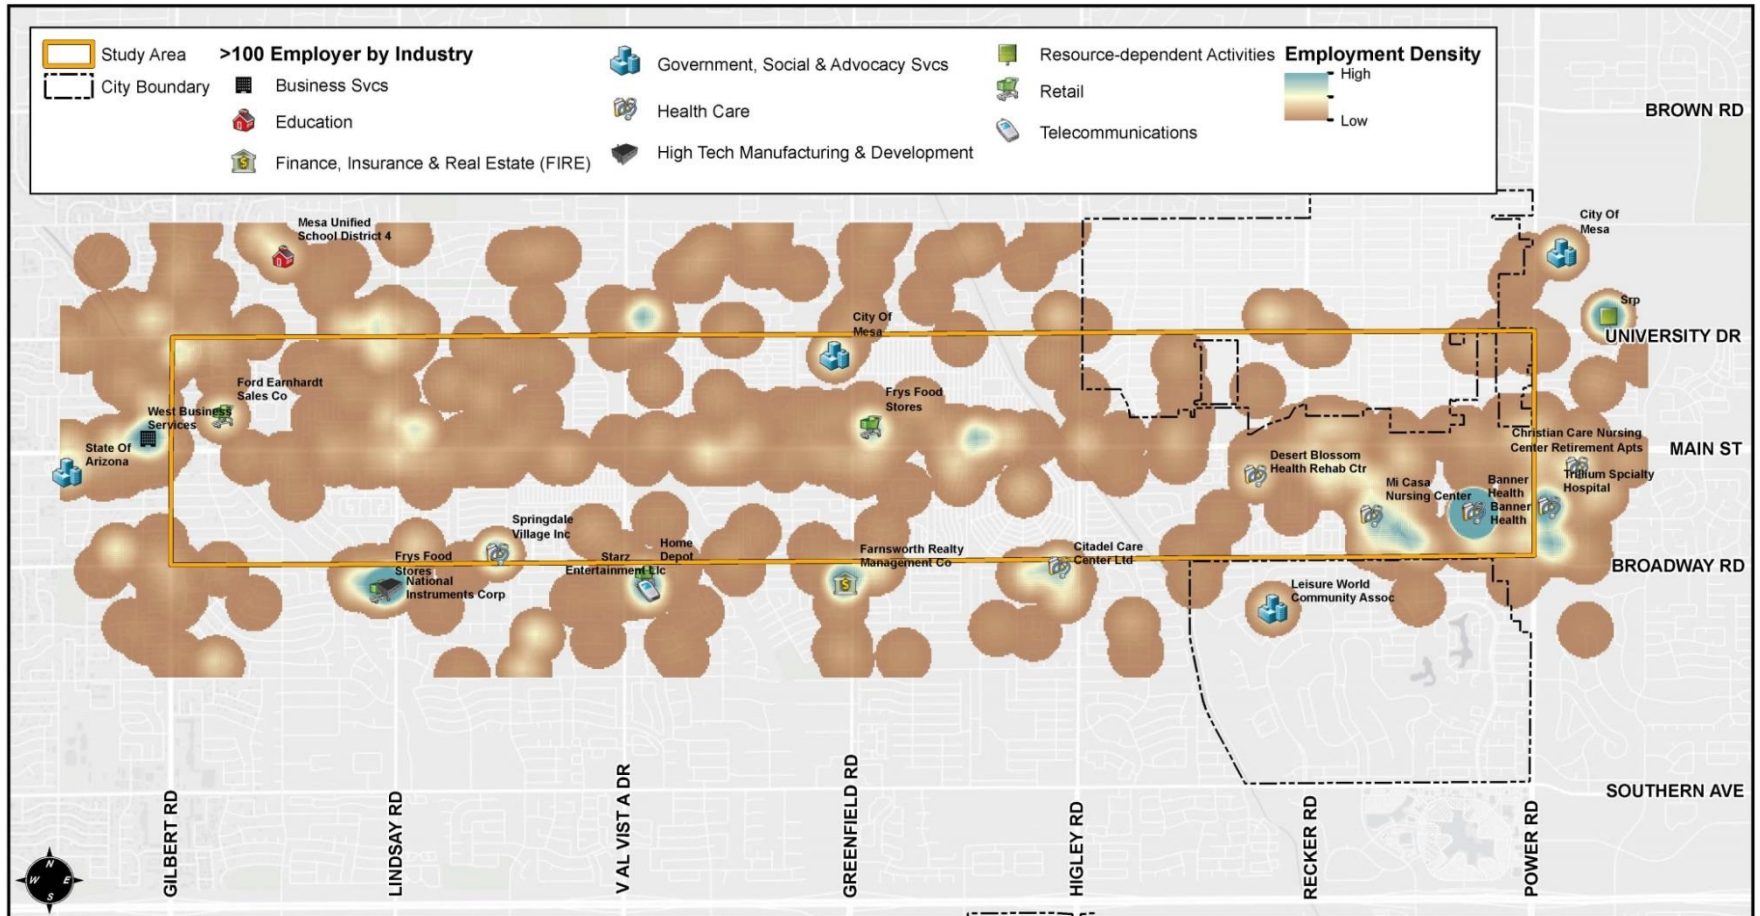 Study Area
City Boundary
>100 Employer by Industry
Business Svcs
Education
Finance, Insurance & Real Estate (FIRE)
Government, Social & Advocacy Svcs
Health Care
High Tech Manufacturing & Development
Resource-dependent Activities
Retail
Telecommunications
Employment Density
High
Low
BROWN RD
Mesa Unified
School District 4
City Of
Mesa
Srp
City Of
Mesa
UNIVERSITY DR
Ford Earnhardt
Sales Co
West Business
Services
Frys Food
Stores
State Of
Arizona
MAIN ST
Christian Care Nursing
Center Retirement Apts
Desert Blossom
Health Rehab Ctr
Trillium Spcialty
Hospital
Mi Casa
Nursing Center
Banner
Health
Banner
Health
Springdale
Village Inc
Home
Depot
Starz
Entertainment Llc
Frys Food
Stores
National
Instruments Corp
Farnsworth Realty
Management Co
Citadel Care
Center Ltd
BROADWAY RD
Leisure World
Community Assoc
SOUTHERN AVE
GILBERT RD
LINDSAY RD
V AL VIST A DR
GREENFIELD RD
HIGLEY RD
RECKER RD
POWER RD
N
W
E
S